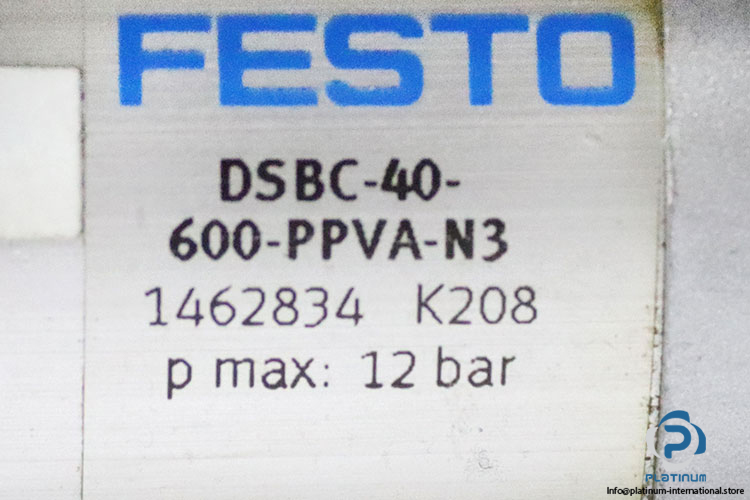 FESTO
DSBC-40-
600-PPVA-N3
1462834 K208
p max: 12 bar
PLATINUM
Info@platinum-international.store